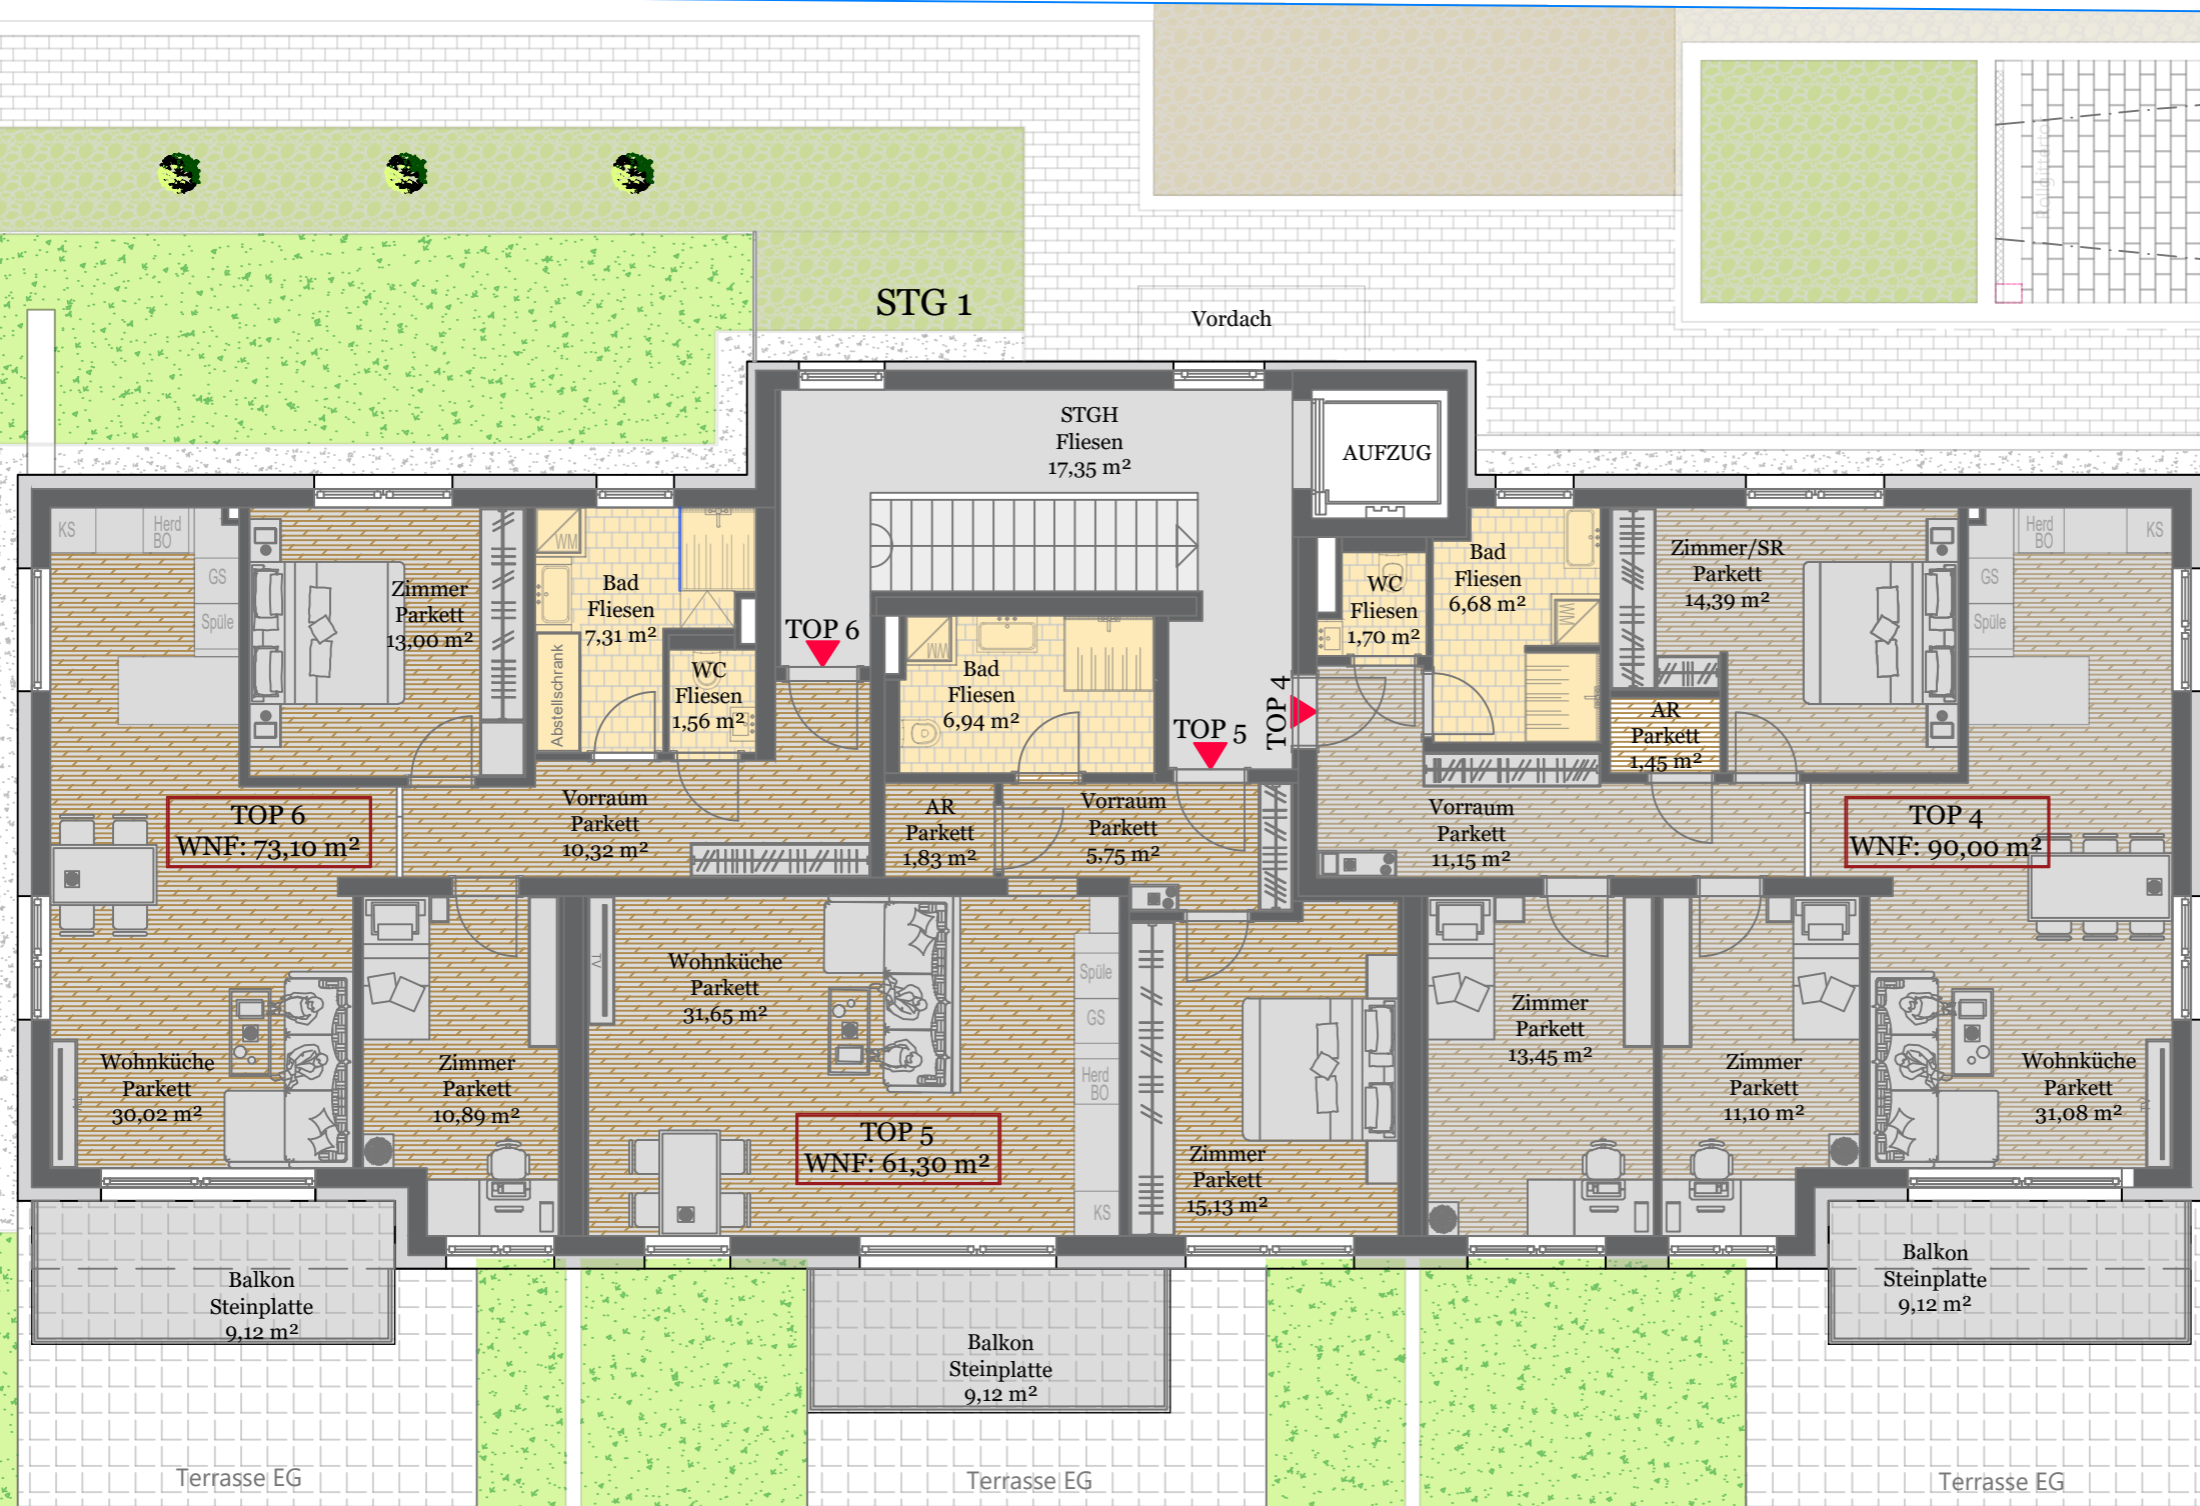 STG 1
Vordach
Rollgittertor
STGH
Fliesen
17,35 m²
AUFZUG
KS
Herd
BO
GS
Spüle
Zimmer
Parkett
13,00 m²
WM
Bad
Fliesen
7,31 m²
Abstellschrank
WC
Fliesen
1,56 m²
TOP 6
WM
Bad
Fliesen
6,94 m²
TOP 5
TOP 4
WC
Fliesen
1,70 m²
Bad
Fliesen
6,68 m²
WM
Zimmer/SR
Parkett
14,39 m²
AR
Parkett
1,45 m²
Herd
BO
KS
GS
Spüle
TOP 6
WNF: 73,10 m²
Vorraum
Parkett
10,32 m²
AR
Parkett
1,83 m²
Vorraum
Parkett
5,75 m²
Vorraum
Parkett
11,15 m²
TOP 4
WNF: 90,00 m²
Wohnküche
Parkett
30,02 m²
Zimmer
Parkett
10,89 m²
TV
Wohnküche
Parkett
31,65 m²
Spüle
GS
Herd
BO
KS
TOP 5
WNF: 61,30 m²
Zimmer
Parkett
15,13 m²
Zimmer
Parkett
13,45 m²
Zimmer
Parkett
11,10 m²
Wohnküche
Parkett
31,08 m²
TV
Balkon
Steinplatte
9,12 m²
Balkon
Steinplatte
9,12 m²
Balkon
Steinplatte
9,12 m²
Terrasse EG
Terrasse EG
Terrasse EG